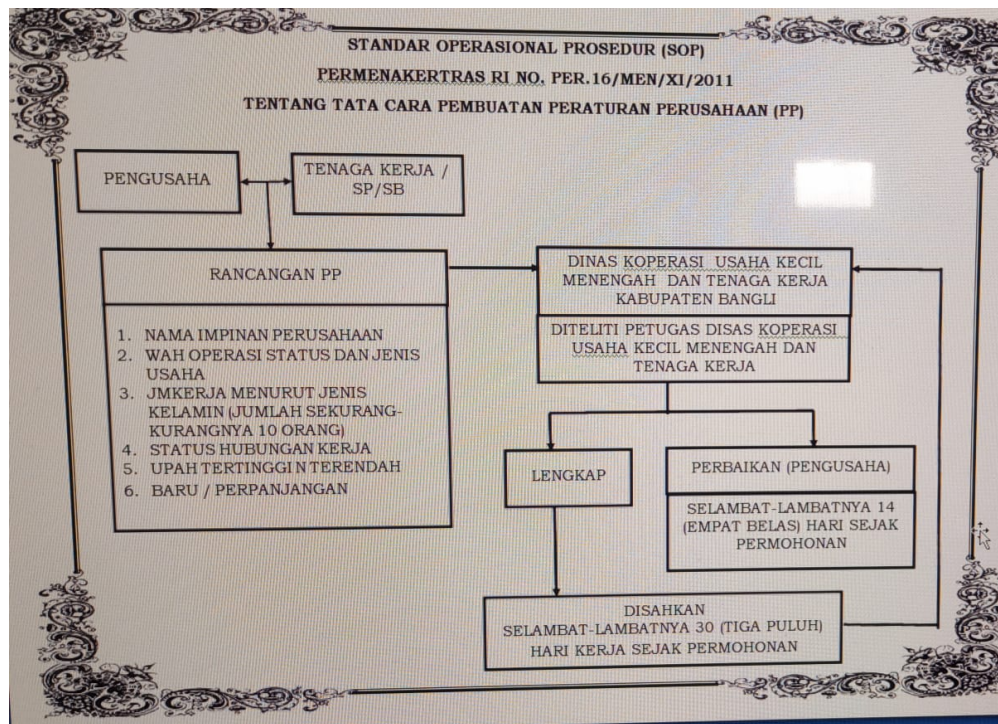 STANDAR OPERASIONAL PROSEDUR (SOP)
PERMENAKERTRAS RI NO. PER.16/MEN/XI/2011
TENTANG TATA CARA PEMBUATAN PERATURAN PERUSAHAAN (PP)
PENGUSAHA
TENAGA KERJA /
SP/SB
RANCANGAN PP
1. NAMA IMPINAN PERUSAHAAN
2. WAH OPERASI STATUS DAN JENIS
USAHA
3. JMKERJA MENURUT JENIS
KELAMIN (JUMLAH SEKURANG-
KURANGNYA 10 ORANG)
4. STATUS HUBUNGAN KERJA
5. UPAH TERTINGGI N TERENDAH
6. BARU / PERPANJANGAN
DINAS KOPERASI USAHA KECIL
MENENGAH DAN TENAGA KERJA
KABUPATEN BANGLI
DITELITI PETUGAS DISAS KOPERASI
USAHA KECIL MENENGAH DAN
TENAGA KERJA
LENGKAP
PERBAIKAN (PENGUSAHA)
SELAMBAT-LAMBATNYA 14
(EMPAT BELAS) HARI SEJAK
PERMOHONAN
DISAHKAN
SELAMBAT-LAMBATNYA 30 (TIGA PULUH)
HARI KERJA SEJAK PERMOHONAN